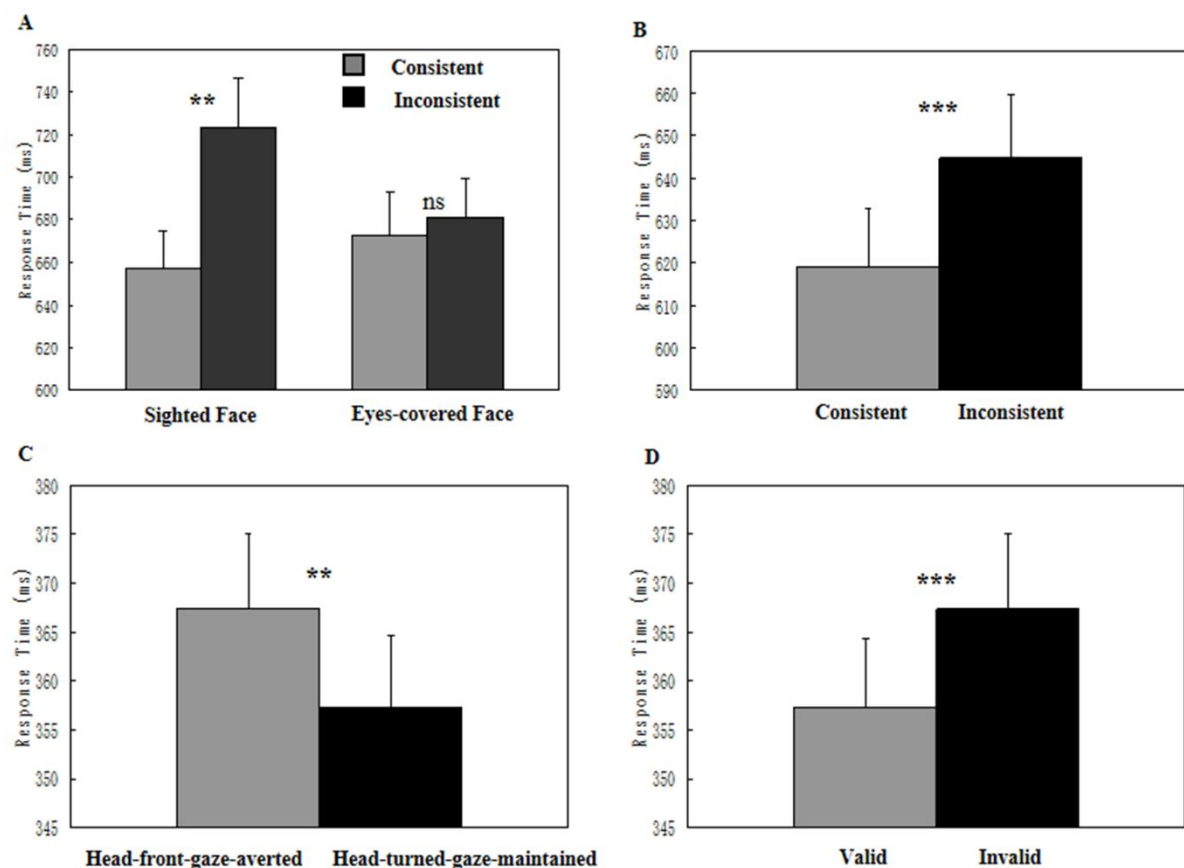 A
760
740
720
700
680
660
640
620
600
Response Time (ms)
Consistent
Inconsistent
**
ns
Sighted Face
Eyes-covered Face
B
670
660
650
640
630
620
610
600
590
Response Time (ms)
***
Consistent
Inconsistent
C
380
375
370
365
360
355
350
345
Response Time (ms)
**
Head-front-gaze-averted
Head-turned-gaze-maintained
D
380
375
370
365
360
355
350
345
Response Time (ms)
***
Valid
Invalid